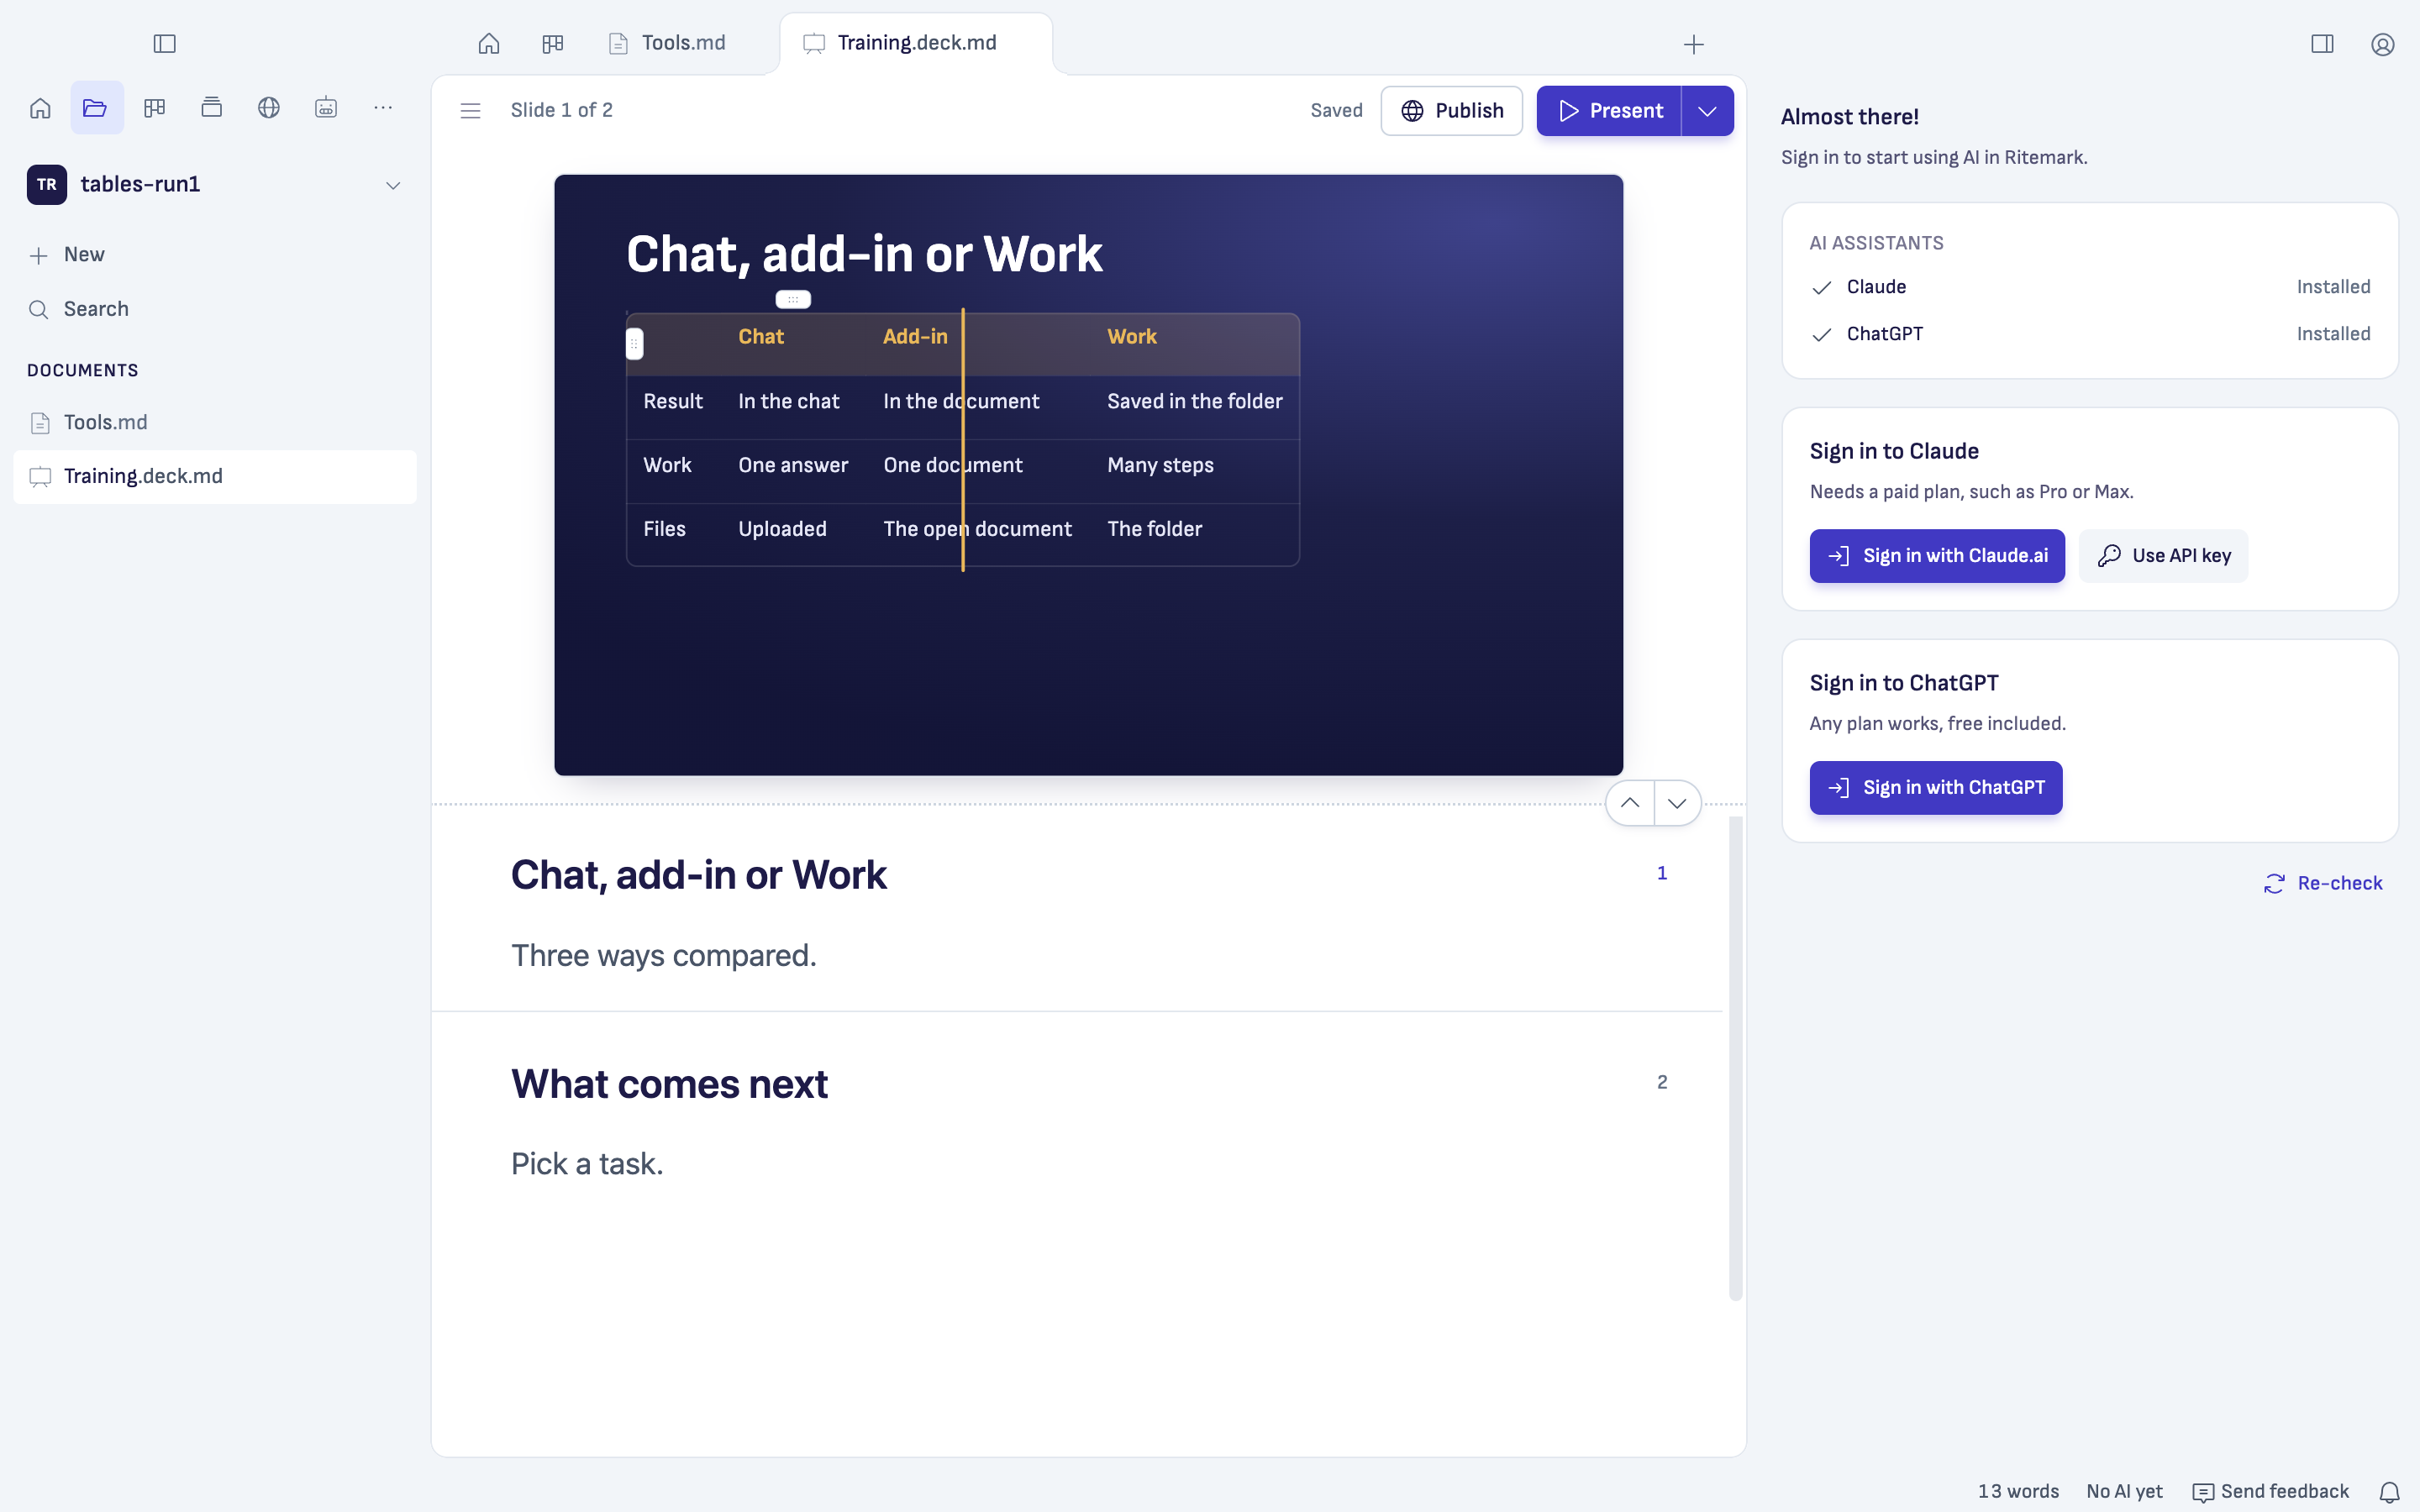 Tools.md
Training.deck.md
TR
tables-run1
New
Search
DOCUMENTS
Tools.md
Training.deck.md
Slide 1 of 2
Saved
Publish
Present
Chat, add-in or Work
Chat Add-in Work
Result In the chat In the document Saved in the folder
Work One answer One document Many steps
Files Uploaded The open document The folder
Chat, add-in or Work
1
Three ways compared.
What comes next
2
Pick a task.
Almost there!
Sign in to start using AI in Ritemark.
AI ASSISTANTS
Claude Installed
ChatGPT Installed
Sign in to Claude
Needs a paid plan, such as Pro or Max.
Sign in with Claude.ai
Use API key
Sign in to ChatGPT
Any plan works, free included.
Sign in with ChatGPT
Re-check
13 words
No AI yet
Send feedback